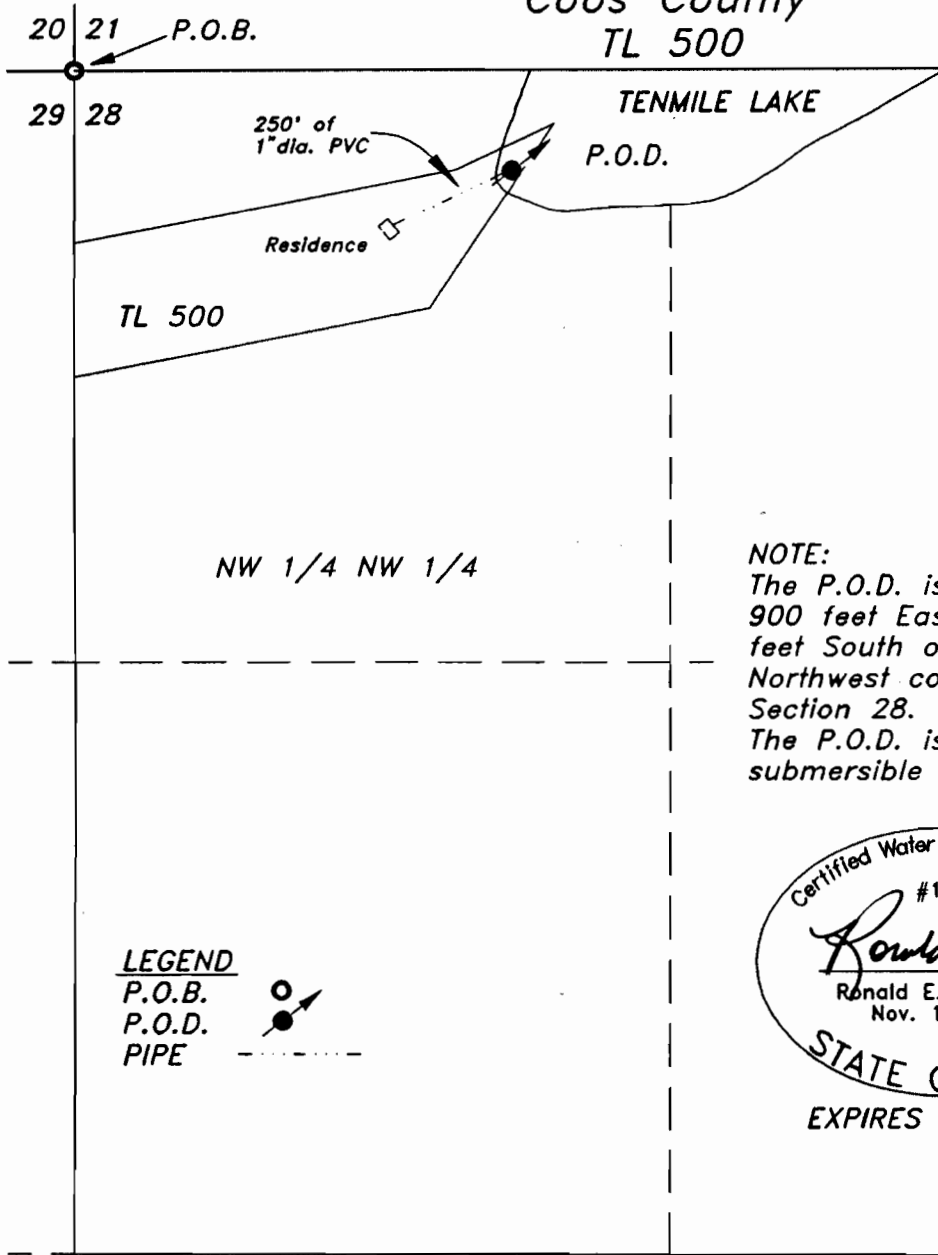 Coos County
TL 500
20 21
P.O.B.
29 28
TENMILE LAKE
250' of
1"dia. PVC
P.O.D.
Residence
TL 500
NW 1/4 NW 1/4
NOTE:
The P.O.D. is
900 feet Eas
feet South o
Northwest co
Section 28.
The P.O.D. is
submersible
Certified Water
#1
Ronald E.
Nov. 1
STATE O
EXPIRES
LEGEND
P.O.B.
P.O.D.
PIPE